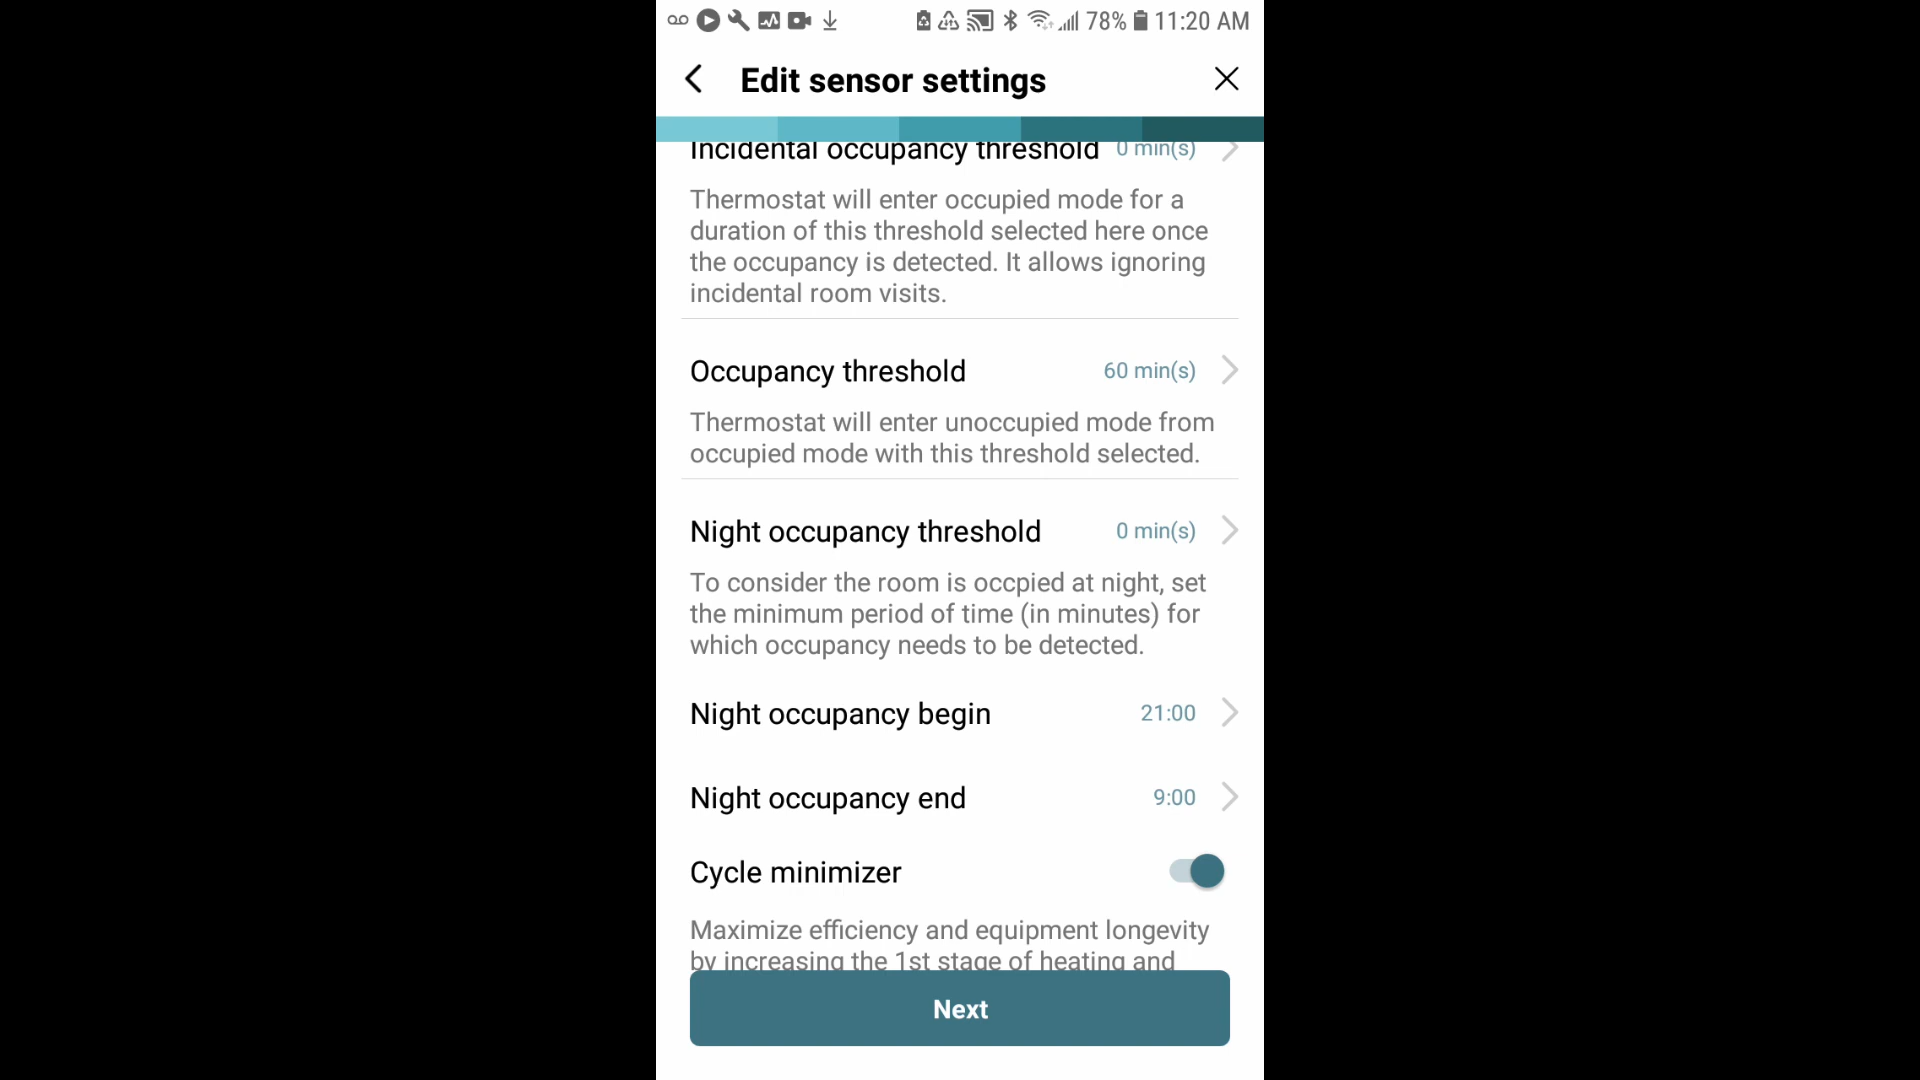 78% 11:20 AM
Edit sensor settings
Incidental occupancy threshold 0 min(s)
Thermostat will enter occupied mode for a
duration of this threshold selected here once
the occupancy is detected. It allows ignoring
incidental room visits.
Occupancy threshold 60 min(s)
Thermostat will enter unoccupied mode from
occupied mode with this threshold selected.
Night occupancy threshold 0 min(s)
To consider the room is occpied at night, set
the minimum period of time (in minutes) for
which occupancy needs to be detected.
Night occupancy begin 21:00
Night occupancy end 9:00
Cycle minimizer
Maximize efficiency and equipment longevity
by increasing the 1st stage of heating and
Next